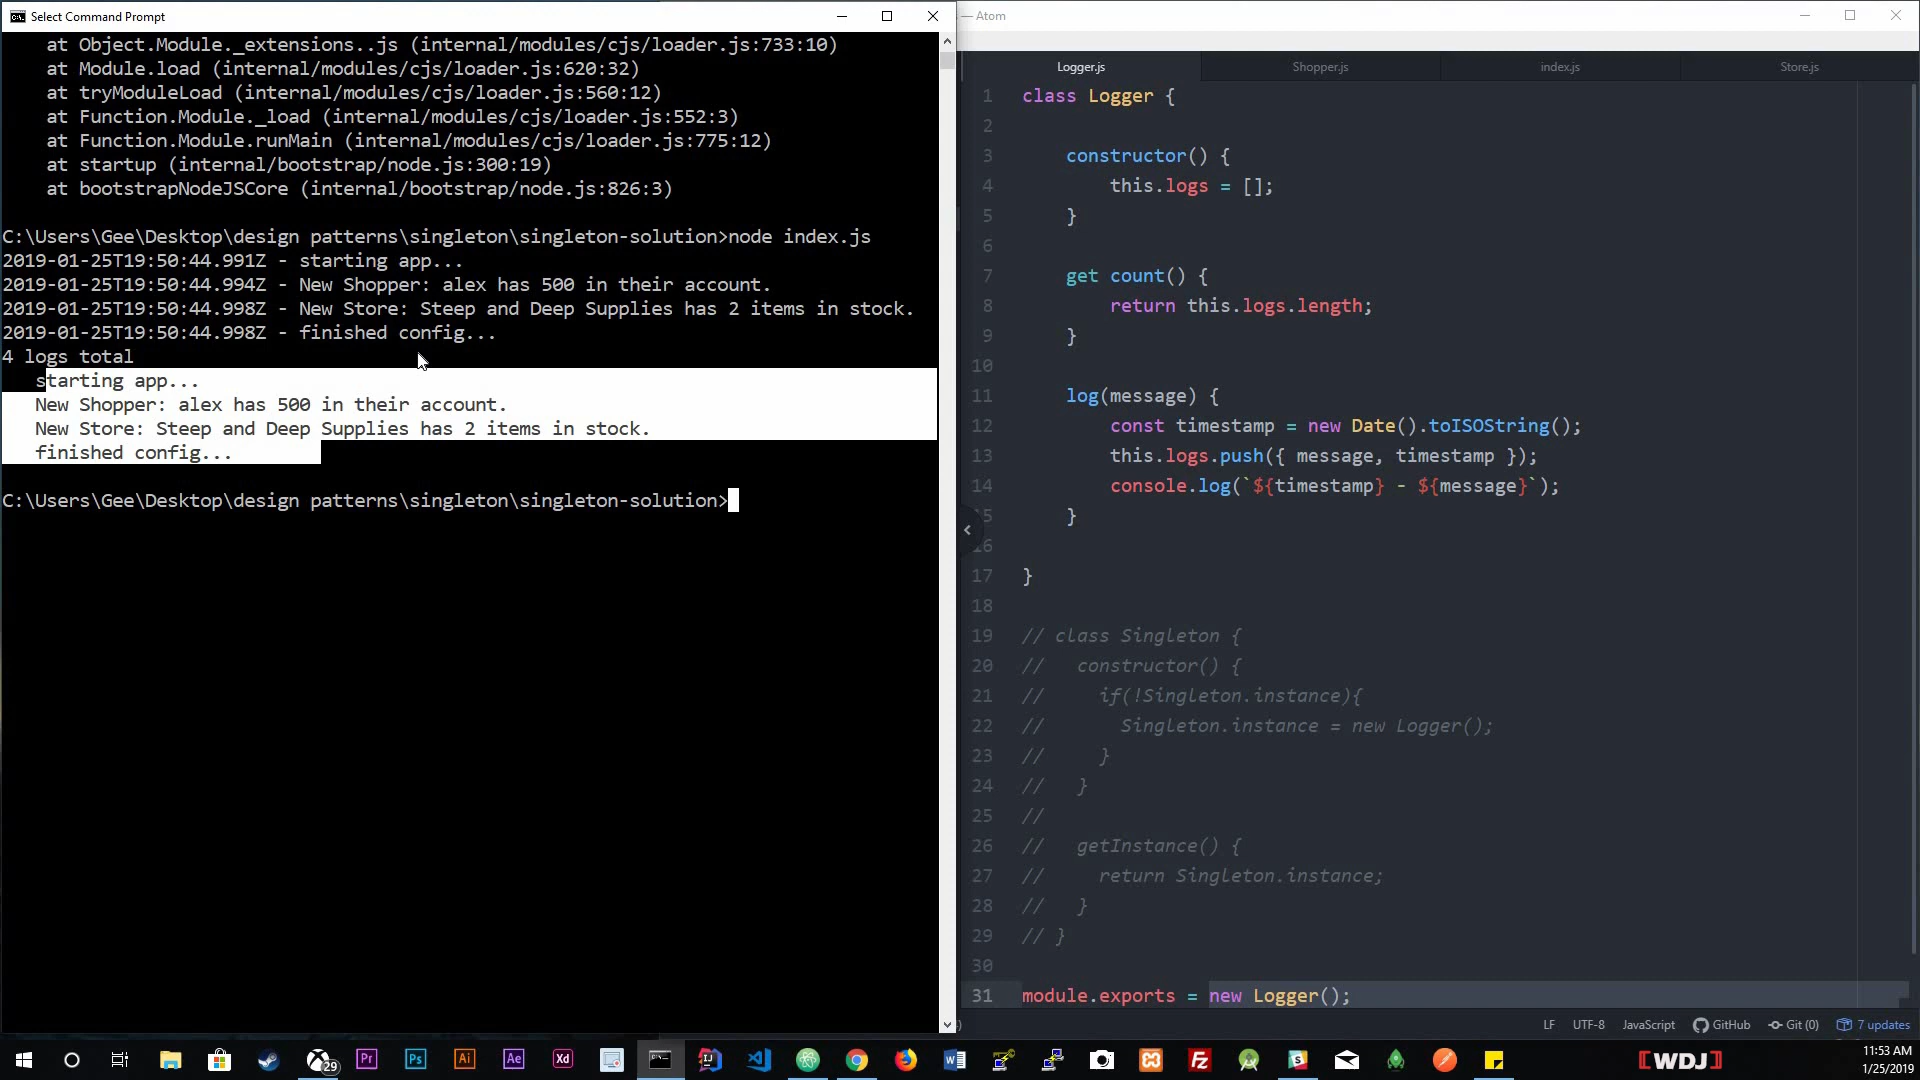 Select Command Prompt
at Object.Module._extensions..js (internal/modules/cjs/loader.js:733:10)
at Module.load (internal/modules/cjs/loader.js:620:32)
at tryModuleLoad (internal/modules/cjs/loader.js:560:12)
at Function.Module._load (internal/modules/cjs/loader.js:552:3)
at Function.Module.runMain (internal/modules/cjs/loader.js:775:12)
at startup (internal/bootstrap/node.js:300:19)
at bootstrapNodeJSCore (internal/bootstrap/node.js:826:3)
C:\Users\Gee\Desktop\design patterns\singleton\singleton-solution>node index.js
2019-01-25T19:50:44.991Z - starting app...
2019-01-25T19:50:44.994Z - New Shopper: alex has 500 in their account.
2019-01-25T19:50:44.998Z - New Store: Steep and Deep Supplies has 2 items in stock.
2019-01-25T19:50:44.998Z - finished config...
4 logs total
starting app...
New Shopper: alex has 500 in their account.
New Store: Steep and Deep Supplies has 2 items in stock.
finished config...
C:\Users\Gee\Desktop\design patterns\singleton\singleton-solution>
— Atom
Logger.js Shopper.js index.js Store.js
1 class Logger {
2
3 constructor() {
4 this.logs = [];
5 }
6
7 get count() {
8 return this.logs.length;
9 }
10
11 log(message) {
12 const timestamp = new Date().toISOString();
13 this.logs.push({ message, timestamp });
14 console.log(`${timestamp} - ${message}`);
15 }
16
17 }
18
19 // class Singleton {
20 // constructor() {
21 // if(!Singleton.instance){
22 // Singleton.instance = new Logger();
23 // }
24 // }
25 //
26 // getInstance() {
27 // return Singleton.instance;
28 // }
29 // }
30
31 module.exports = new Logger();
LF UTF-8 JavaScript GitHub Git (0) 7 updates
29 Pr Ps Ai Ae Xd
[WDJ]
11:53 AM
1/25/2019